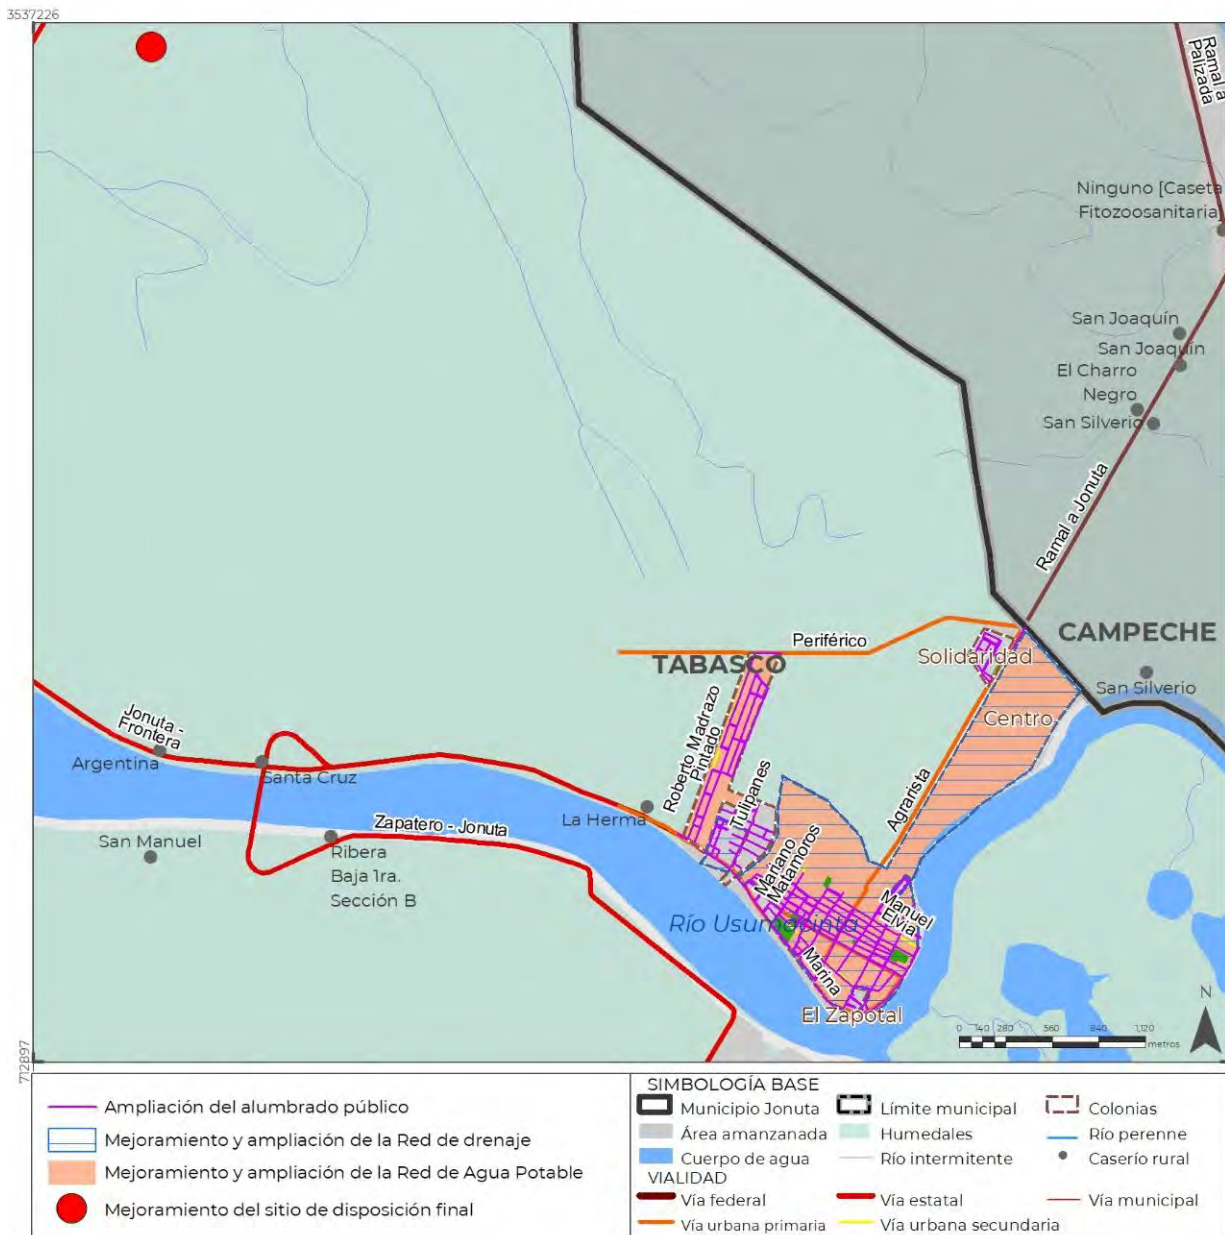 3537226
Ramal a
Palizada
Ninguno [Caseta
Fitozoosanitaria]
San Joaquín
San Joaquín
El Charro
Negro
San Silverio
Ramal a Jonuta
CAMPECHE
Periférico
TABASCO
Solidaridad
San Silverio
Centro
Jonuta -
Frontera
Argentina
Santa Cruz
Roberto Madrazo
Pintado
Tulipanes
La Herma
Agrarista
Zapatero - Jonuta
San Manuel
Ribera
Baja 1ra.
Sección B
Mariano
Matamoros
Manuel
Elvia
Río Usumacinta
Marina
El Zapotal
N
0 140 280 560 840 1,120
metros
712897
Ampliación del alumbrado público
Mejoramiento y ampliación de la Red de drenaje
Mejoramiento y ampliación de la Red de Agua Potable
Mejoramiento del sitio de disposición final
SIMBOLOGÍA BASE
Municipio Jonuta
Límite municipal
Colonias
Área amanzanada
Humedales
Río perenne
Cuerpo de agua
Río intermitente
Caserío rural
VIALIDAD
Vía federal
Vía estatal
Vía municipal
Vía urbana primaria
Vía urbana secundaria